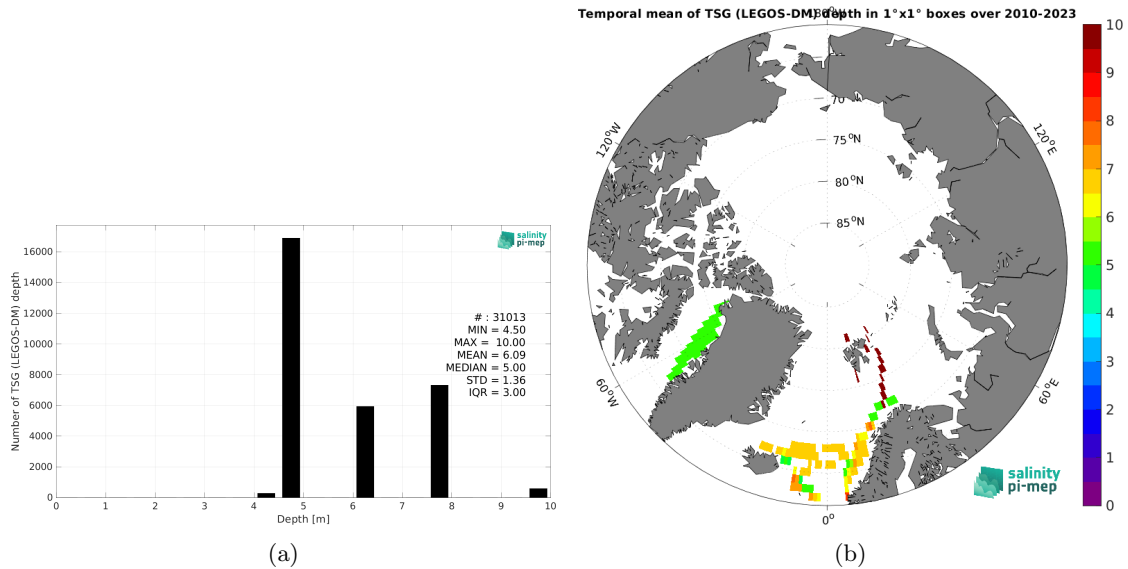 salinity
pi-mep
16000
14000
12000
10000
8000
6000
4000
2000
0
Number of TSG (LEGOS-DM) depth
# : 31013
MIN = 4.50
MAX = 10.00
MEAN = 6.09
MEDIAN = 5.00
STD = 1.36
IQR = 3.00
0 1 2 3 4 5 6 7 8 9 10
Depth [m]
(a)
Temporal mean of TSG (LEGOS-DM) depth in 1°x1° boxes over 2010-2023
180°W
120°W
120°E
60°W
60°E
0°
70°N
75°N
80°N
85°N
salinity
pi-mep
10
9
8
7
6
5
4
3
2
1
0
(b)